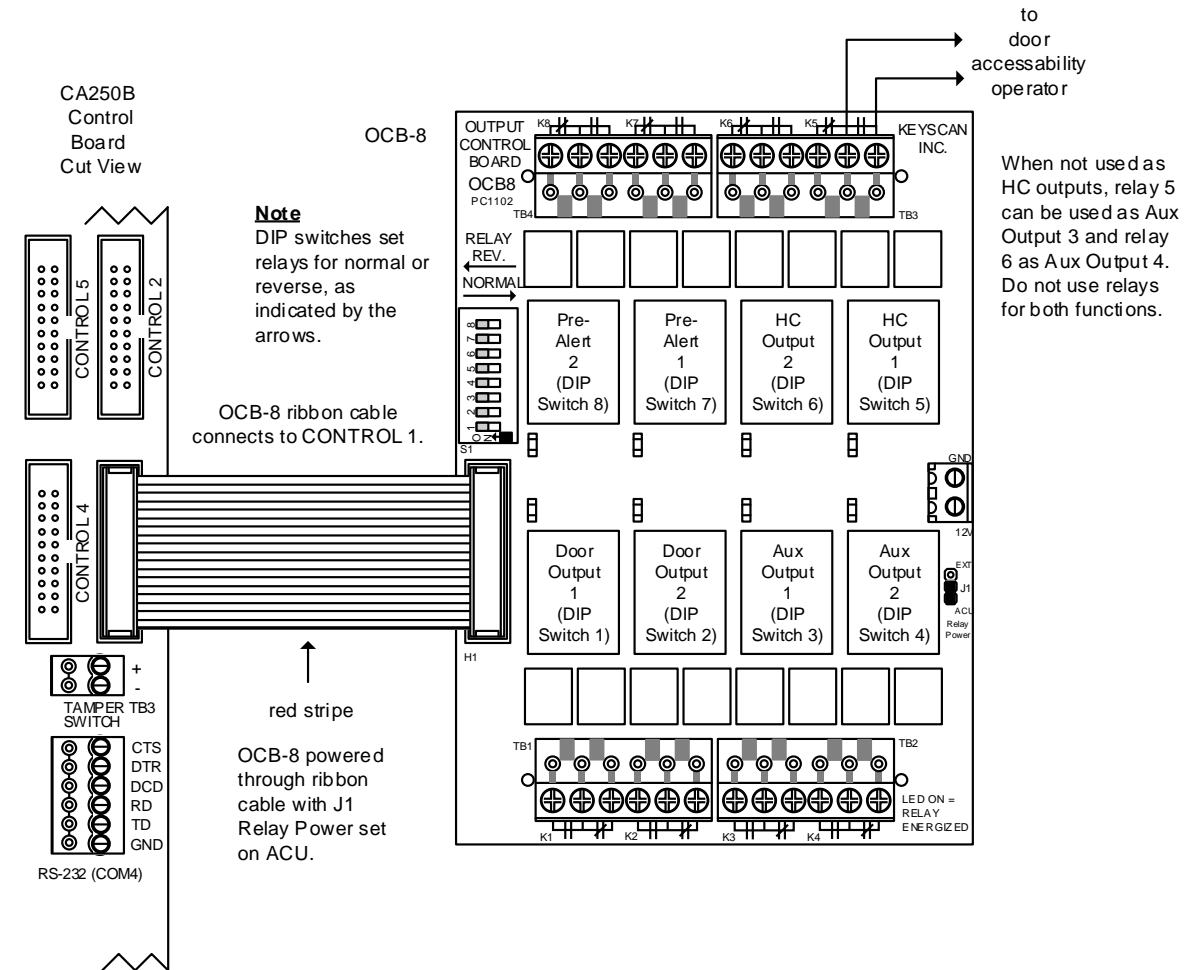 to
door
accessability
operator
CA250B
Control
Board
Cut View
OCB-8
OUTPUT
CONTROL
BOARD
OCB8
PC1102
K8
K7
K6
K5
KEYSCAN
INC.
TB4
TB3
When not used as
HC outputs, relay 5
can be used as Aux
Output 3 and relay
6 as Aux Output 4.
Do not use relays
for both functions.
Note
DIP switches set
relays for normal or
reverse, as
indicated by the
arrows.
RELAY
REV.
NORMAL
CONTROL 5
CONTROL 2
8
7
6
5
4
3
2
1
ON
S1
Pre-
Alert
2
(DIP
Switch 8)
Pre-
Alert
1
(DIP
Switch 7)
HC
Output
2
(DIP
Switch 6)
HC
Output
1
(DIP
Switch 5)
OCB-8 ribbon cable
connects to CONTROL 1.
GND
12V
CONTROL 4
H1
Door
Output
1
(DIP
Switch 1)
Door
Output
2
(DIP
Switch 2)
Aux
Output
1
(DIP
Switch 3)
Aux
Output
2
(DIP
Switch 4)
EXT
J1
ACU
Relay
Power
+
-
TAMPER TB3
SWITCH
red stripe
CTS
DTR
DCD
RD
TD
GND
RS-232 (COM4)
OCB-8 powered
through ribbon
cable with J1
Relay Power set
on ACU.
TB1
TB2
LED ON =
RELAY
ENERGIZED
K1
K2
K3
K4